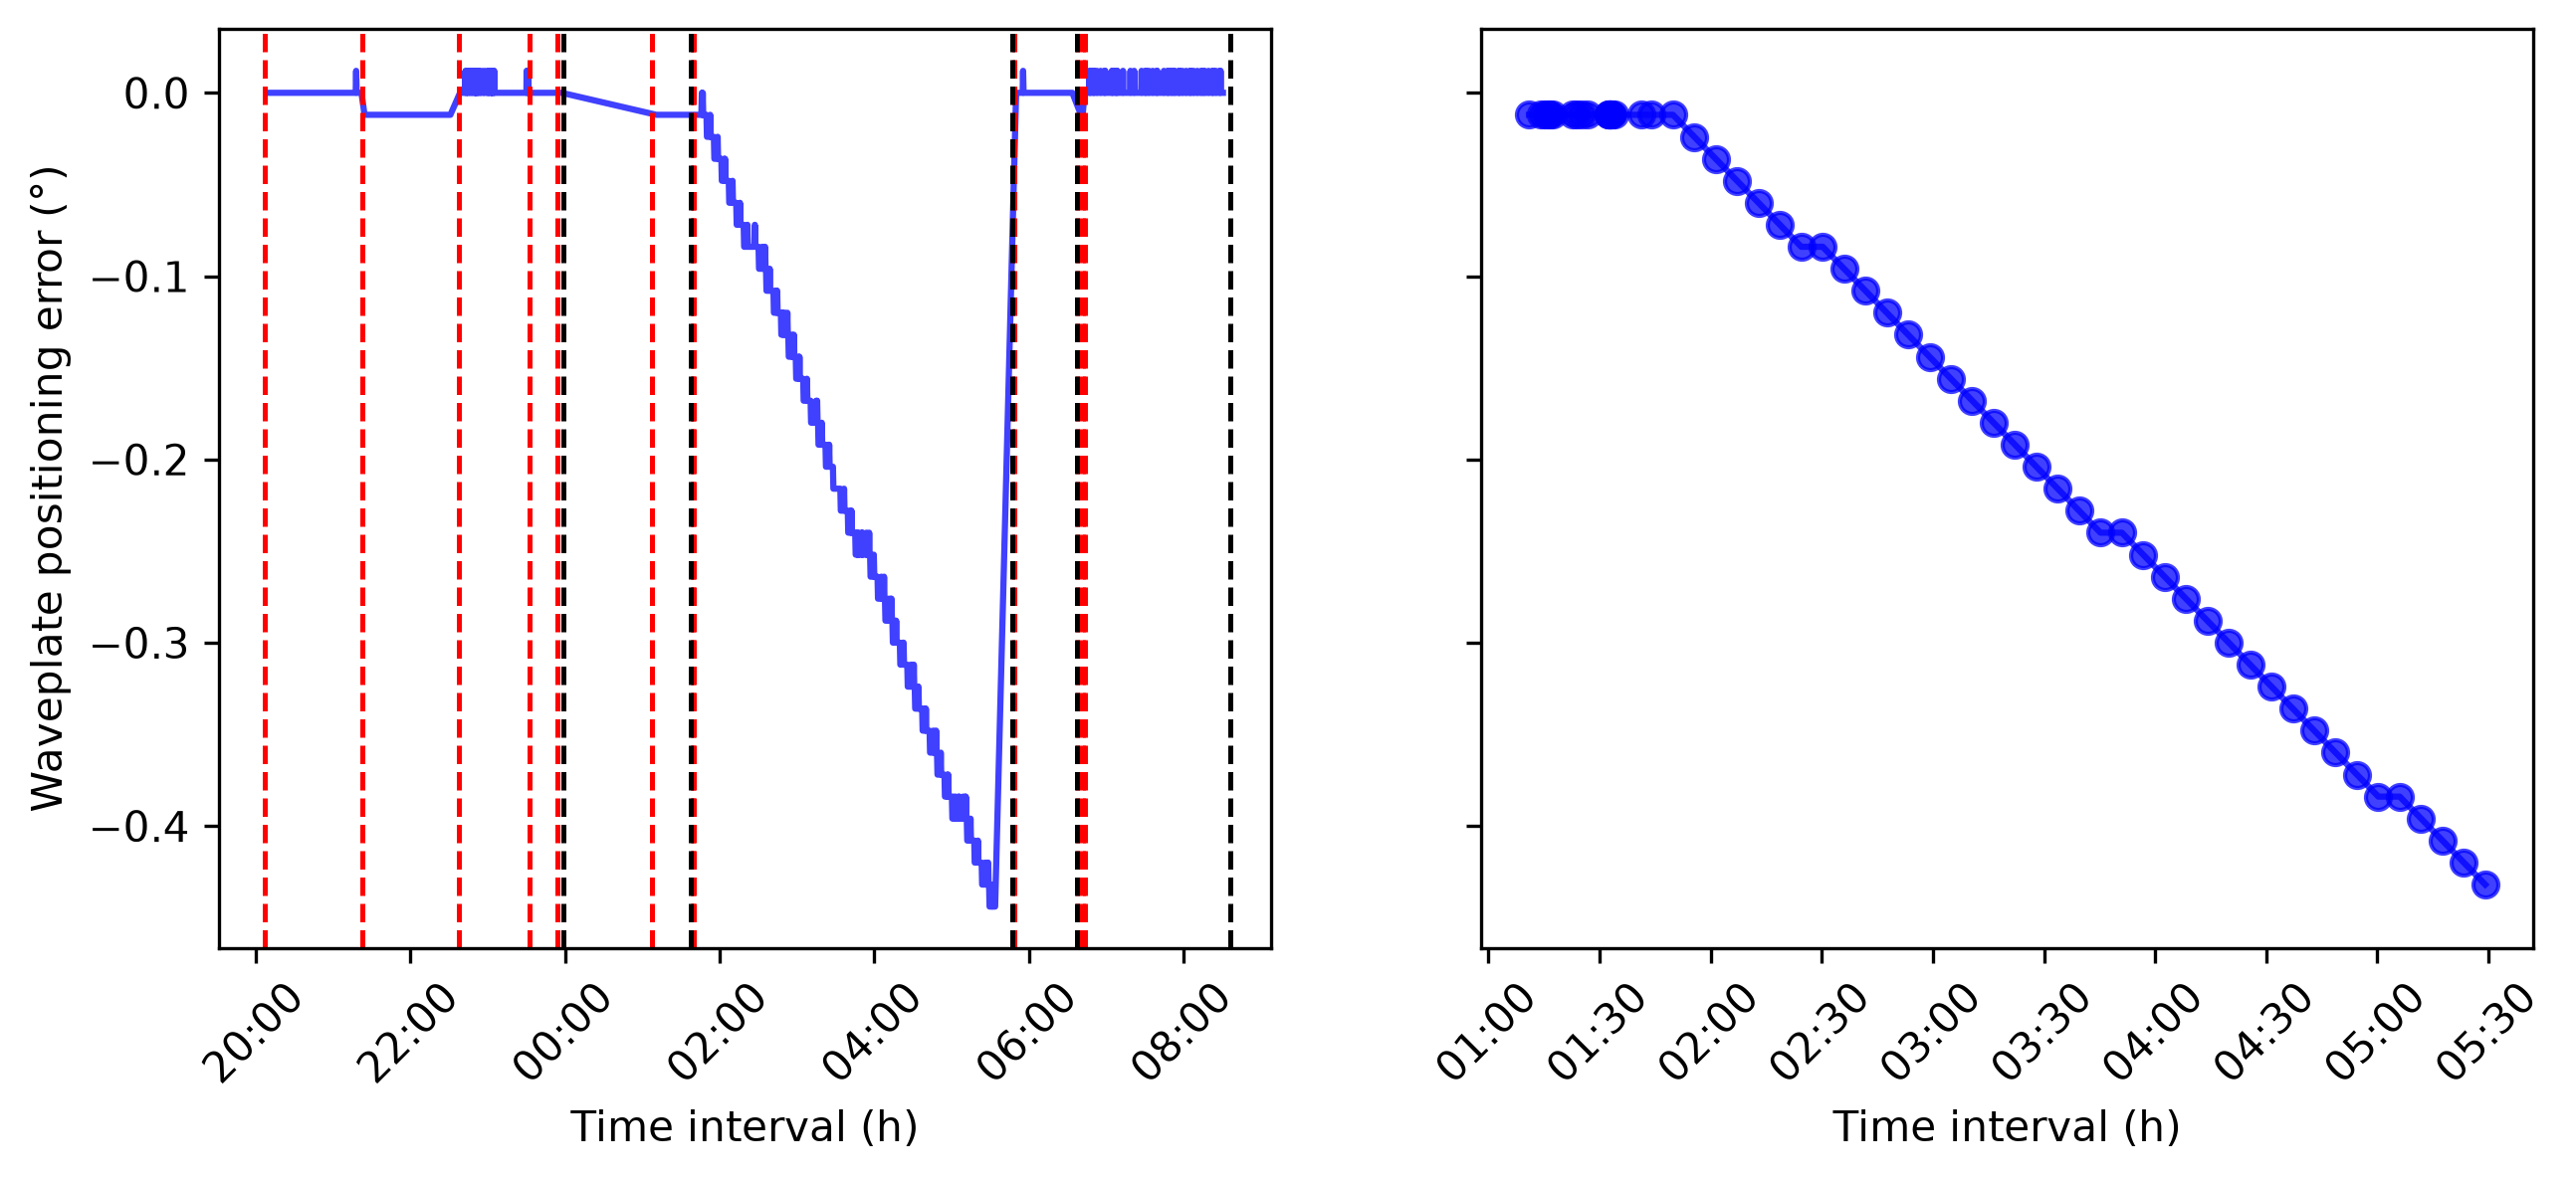 Waveplate positioning error (°)
0.0
−0.1
−0.2
−0.3
−0.4
20:00 22:00 00:00 02:00 04:00 06:00 08:00
Time interval (h)
01:00 01:30 02:00 02:30 03:00 03:30 04:00 04:30 05:00 05:30
Time interval (h)